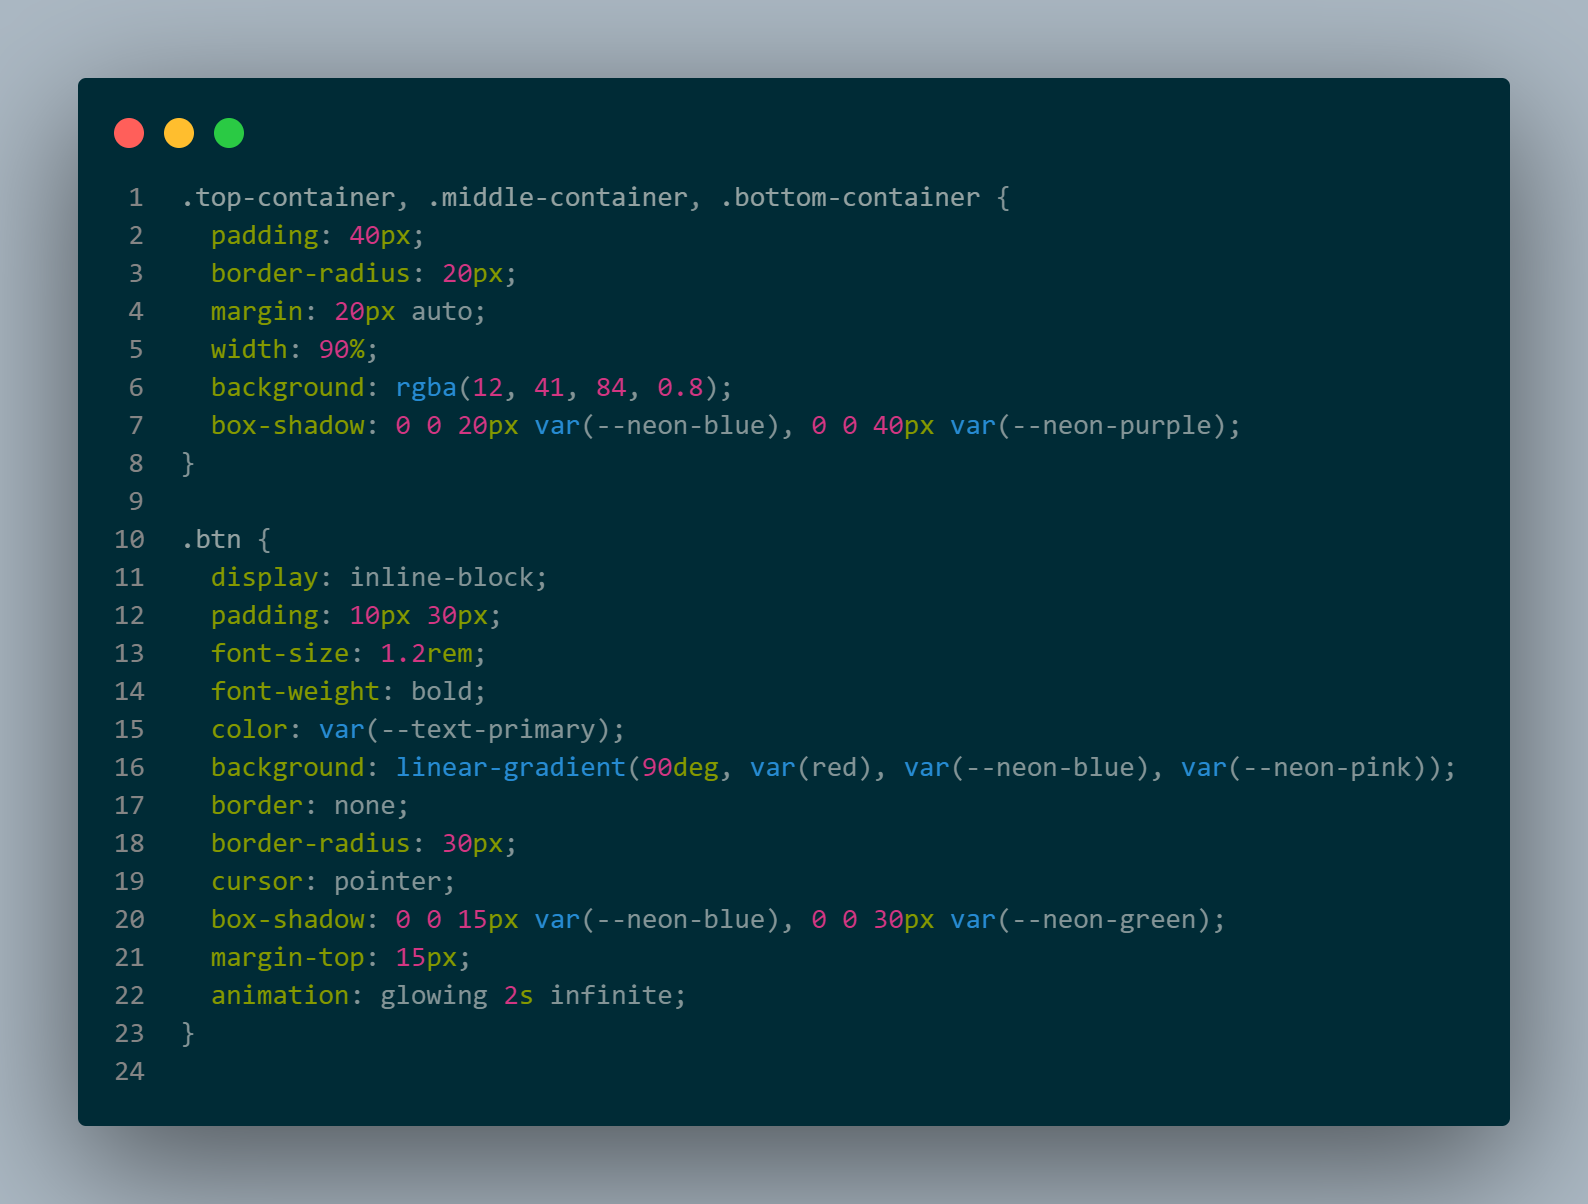 1 .top-container, .middle-container, .bottom-container {
2   padding: 40px;
3   border-radius: 20px;
4   margin: 20px auto;
5   width: 90%;
6   background: rgba(12, 41, 84, 0.8);
7   box-shadow: 0 0 20px var(--neon-blue), 0 0 40px var(--neon-purple);
8 }
9
10 .btn {
11   display: inline-block;
12   padding: 10px 30px;
13   font-size: 1.2rem;
14   font-weight: bold;
15   color: var(--text-primary);
16   background: linear-gradient(90deg, var(red), var(--neon-blue), var(--neon-pink));
17   border: none;
18   border-radius: 30px;
19   cursor: pointer;
20   box-shadow: 0 0 15px var(--neon-blue), 0 0 30px var(--neon-green);
21   margin-top: 15px;
22   animation: glowing 2s infinite;
23 }
24